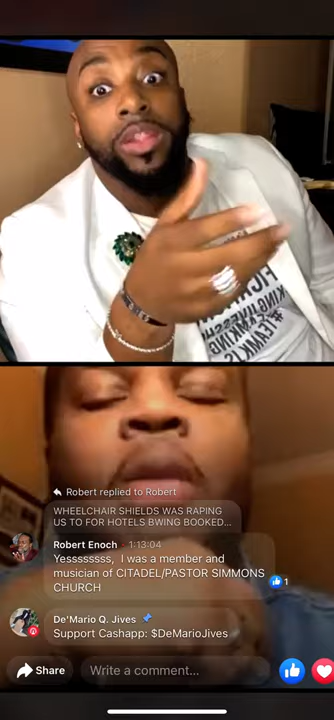 Robert replied to Robert
WHEELCHAIR SHIELDS WAS RAPING
US TO FOR HOTELS BWING BOOKED...
Robert Enoch · 1:13:04
Yesssssss, I was a member and
musician of CITADEL/PASTOR SIMMONS
CHURCH
1
De'Mario Q. Jives
Support Cashapp: $DeMarioJives
Share
Write a comment...